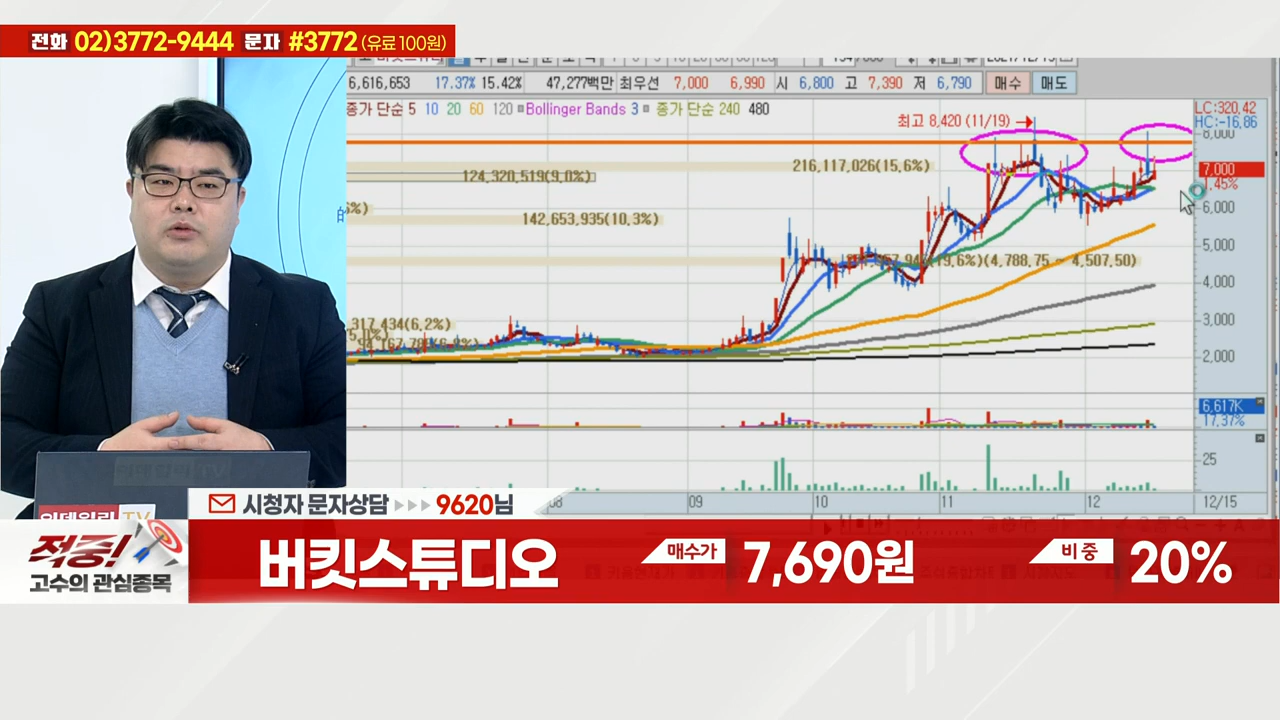 전화 02)3772-9444 문자 #3772 (유료 100원)
6,616,653 17.37% 15.42% 47,277백만 최우선 7,000 6,990 시 6,800 고 7,390 저 6,790 매수 매도
종가 단순 5 10 20 60 120 Bollinger Bands 3 종가 단순 240 480
LC:320.42
HC:-16.86
최고 8,420 (11/19)
8,000
216,117,026(15.6%)
7,000
1.45%
124,320,519(9.0%)
6,000
142,653,935(10.3%)
5,000
(4,788.75 ~ 4,507.50)
4,000
317,434(6.2%)
3,000
2,000
6,617K
17.37%
25
09 10 11 12 12/15
시청자 문자상담 9620님
이데일리 TV
적중!
고수의 관심종목
버킷스튜디오 매수가 7,690원 비중 20%